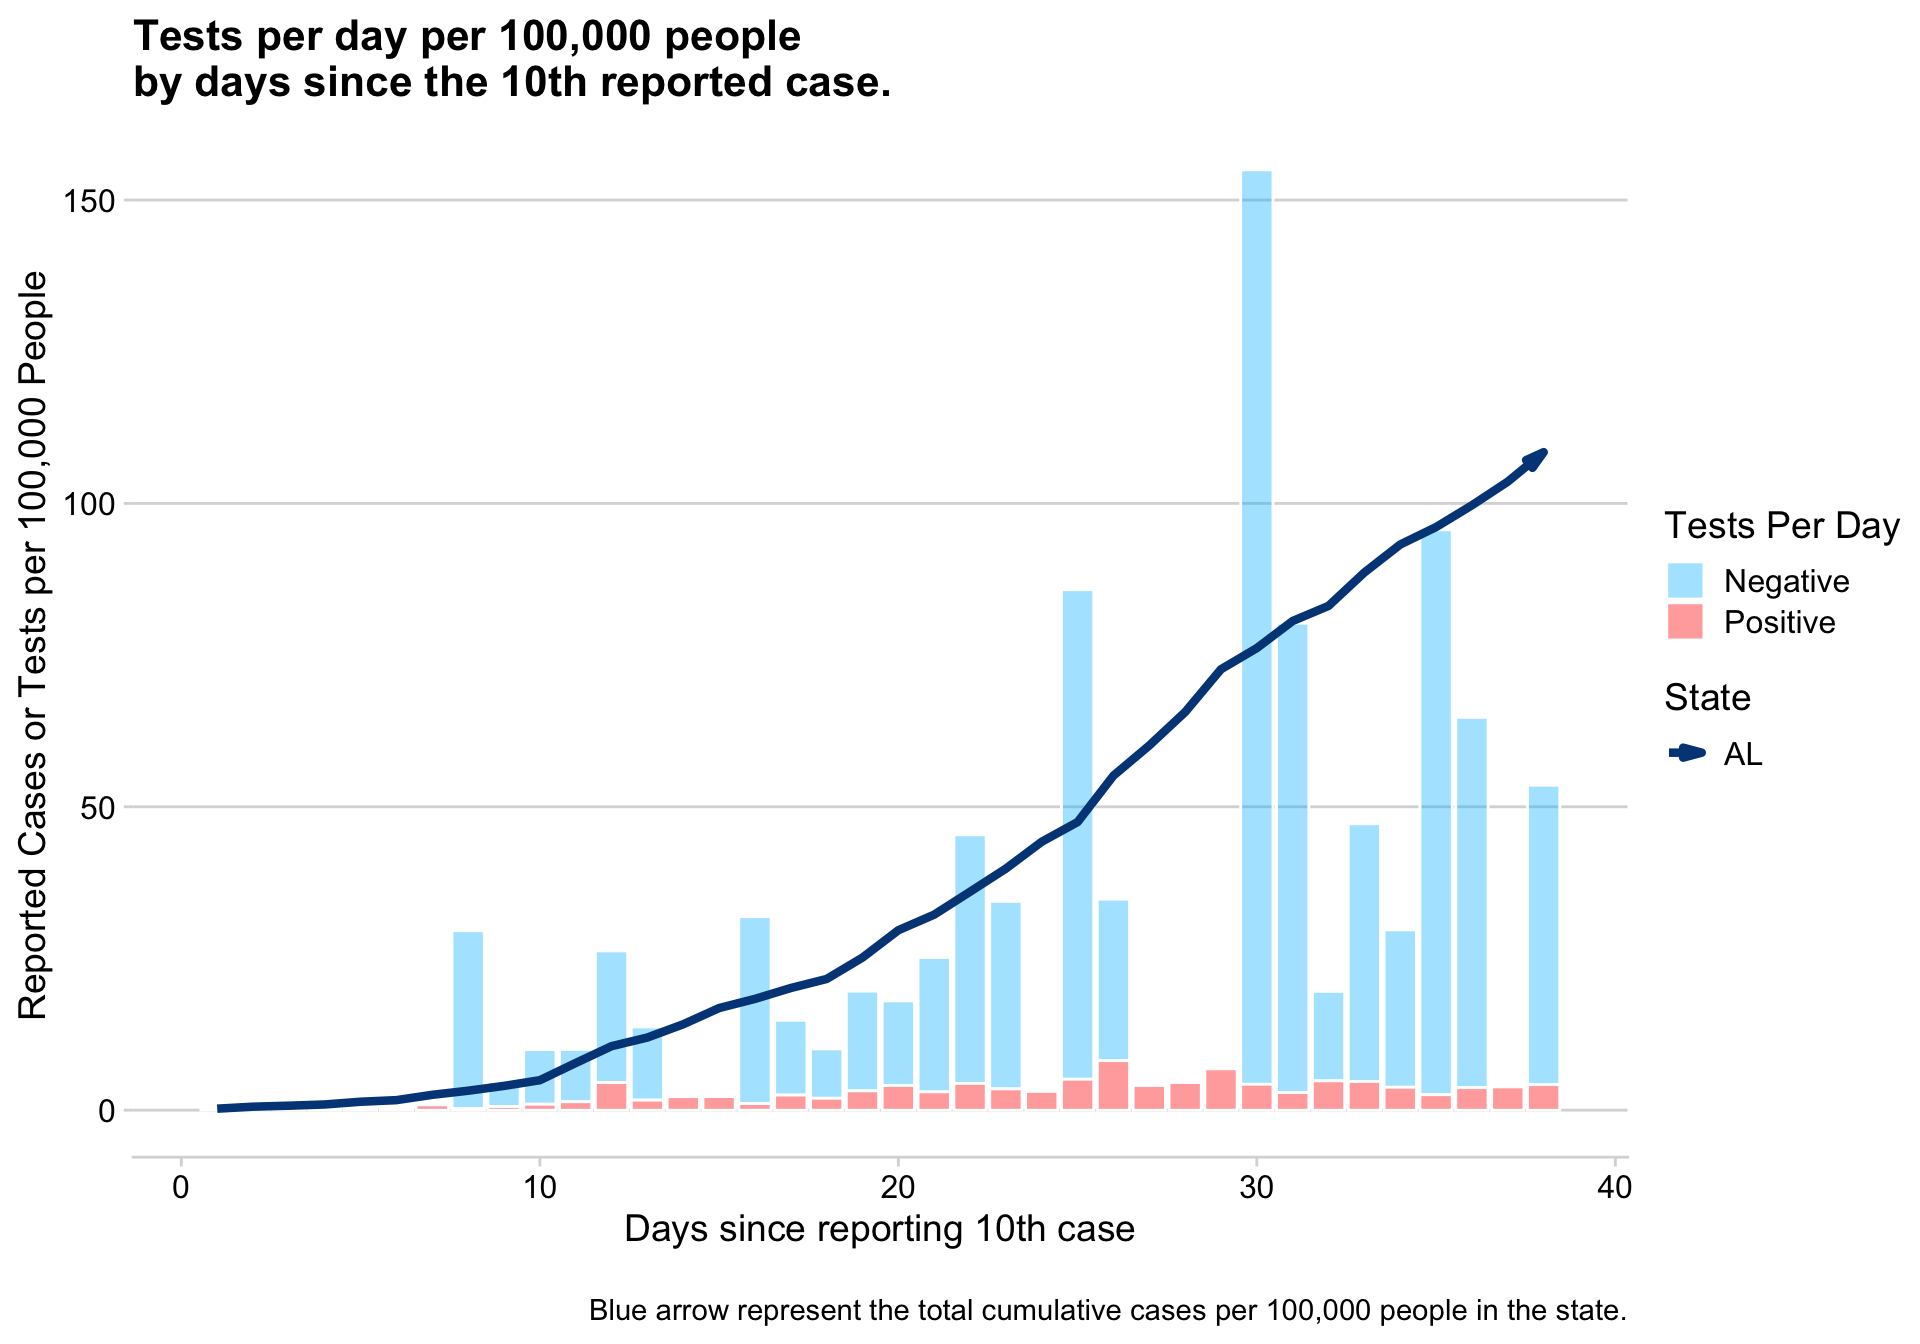 Tests per day per 100,000 people
by days since the 10th reported case.
Reported Cases or Tests per 100,000 People
150
100
50
0
0 10 20 30 40
Days since reporting 10th case
Tests Per Day
Negative
Positive
State
AL
Blue arrow represent the total cumulative cases per 100,000 people in the state.